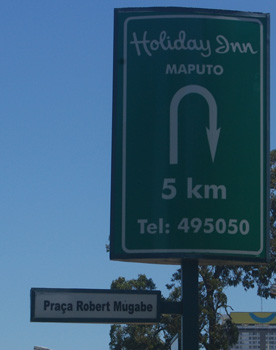 Holiday Inn
MAPUTO
5 km
Tel: 495050
Praça Robert Mugabe